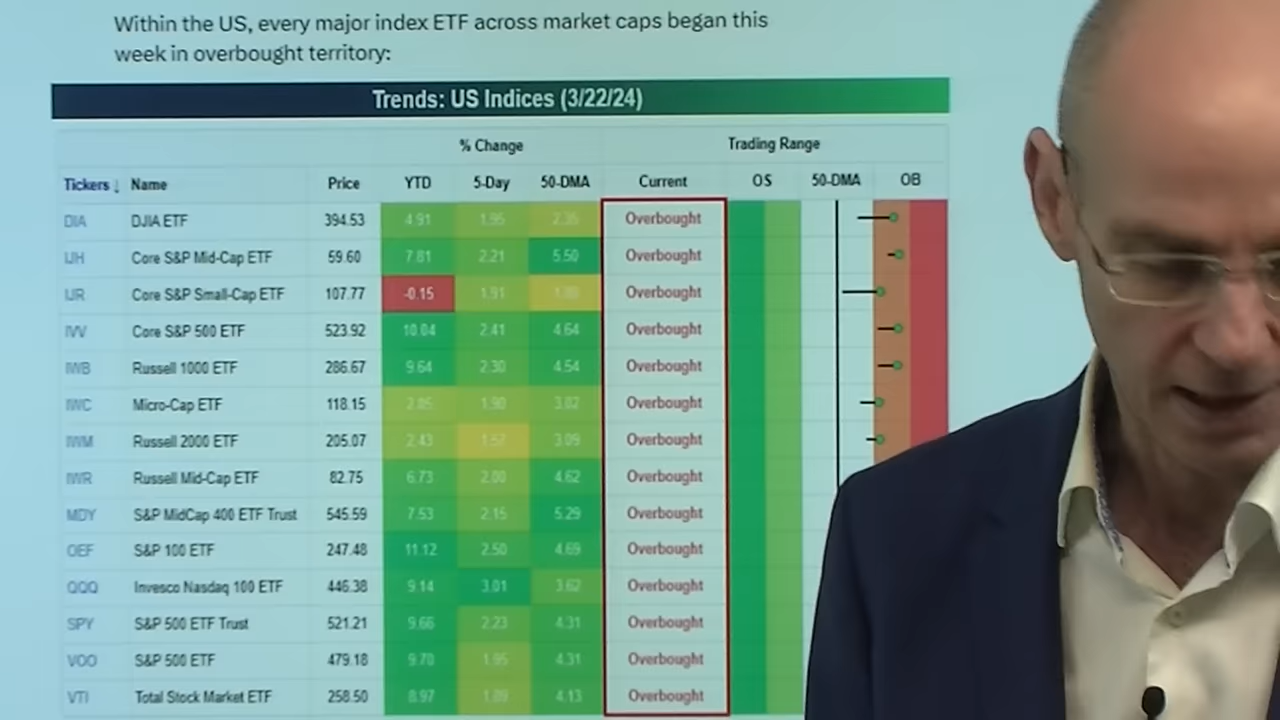 Within the US, every major index ETF across market caps began this
week in overbought territory:
Trends: US Indices (3/22/24)
% Change Trading Range
Tickers ↓ Name Price YTD 5-Day 50-DMA Current OS 50-DMA OB
DIA DJIA ETF 394.53 4.91 1.95 Overbought
IJH Core S&P Mid-Cap ETF 59.60 7.81 2.21 5.50 Overbought
IJR Core S&P Small-Cap ETF 107.77 -0.15 1.91 Overbought
IVV Core S&P 500 ETF 523.92 10.04 2.41 4.64 Overbought
IWB Russell 1000 ETF 286.67 9.64 2.30 4.54 Overbought
IWC Micro-Cap ETF 118.15 1.90 Overbought
IWM Russell 2000 ETF 205.07 2.43 1.57 3.09 Overbought
IWR Russell Mid-Cap ETF 82.75 6.73 2.00 4.62 Overbought
MDY S&P MidCap 400 ETF Trust 545.59 7.53 2.15 5.29 Overbought
OEF S&P 100 ETF 247.48 11.12 2.50 4.69 Overbought
QQQ Invesco Nasdaq 100 ETF 446.38 9.14 3.01 3.62 Overbought
SPY S&P 500 ETF Trust 521.21 9.66 2.23 4.31 Overbought
VOO S&P 500 ETF 479.18 9.70 1.95 4.31 Overbought
VTI Total Stock Market ETF 258.50 8.97 1.89 4.13 Overbought